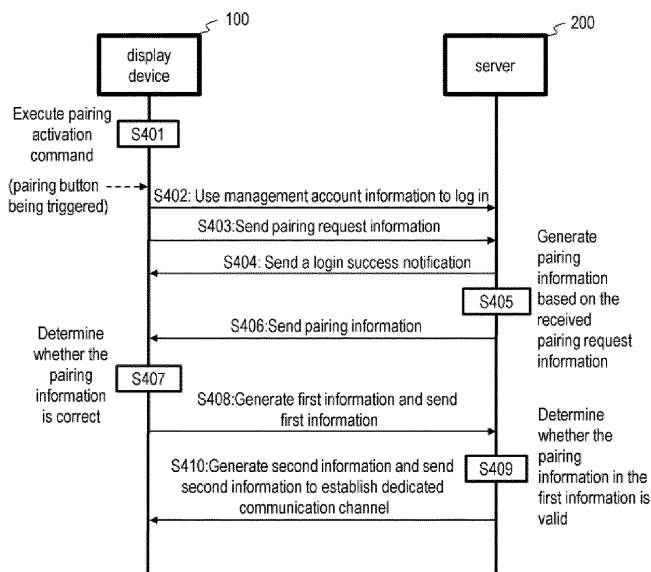 100
200
display
device
server
Execute pairing
activation
command
S401
(pairing button
being triggered)
S402: Use management account information to log in
S403:Send pairing request information
S404: Send a login success notification
Generate
pairing
information
based on the
received
pairing request
information
S405
S406:Send pairing information
Determine
whether the
pairing
information
is correct
S407
S408:Generate first information and send
first information
Determine
whether the
pairing
information in the
first information is
valid
S409
S410:Generate second information and send
second information to establish dedicated
communication channel